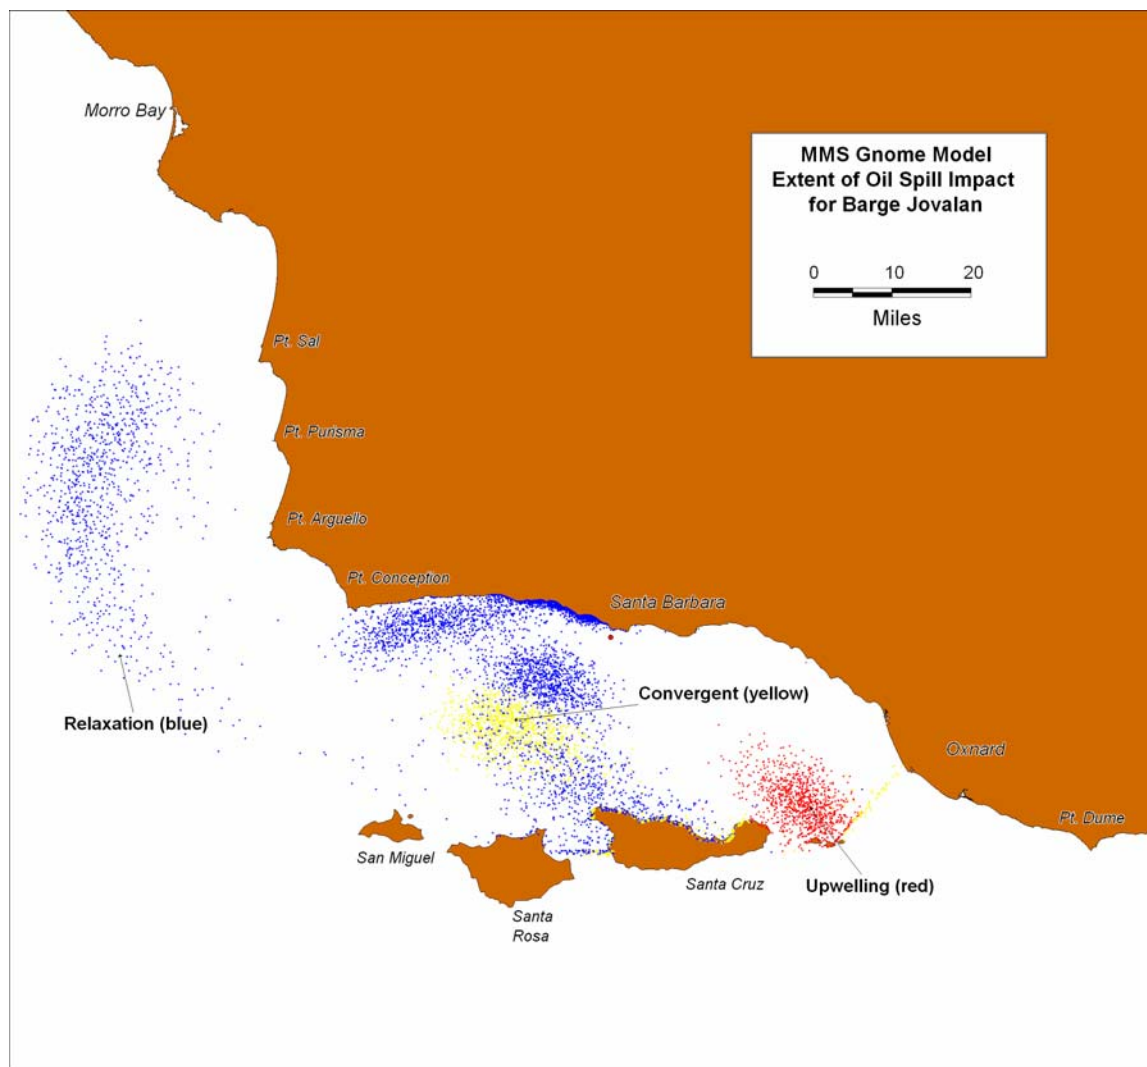 Morro Bay
MMS Gnome Model
Extent of Oil Spill Impact
for Barge Jovalan
0 10 20
Miles
Pt. Sal
Pt. Purisma
Pt. Arguello
Pt. Conception
Santa Barbara
Convergent (yellow)
Relaxation (blue)
Oxnard
Pt. Dume
San Miguel
Santa Cruz
Upwelling (red)
Santa
Rosa